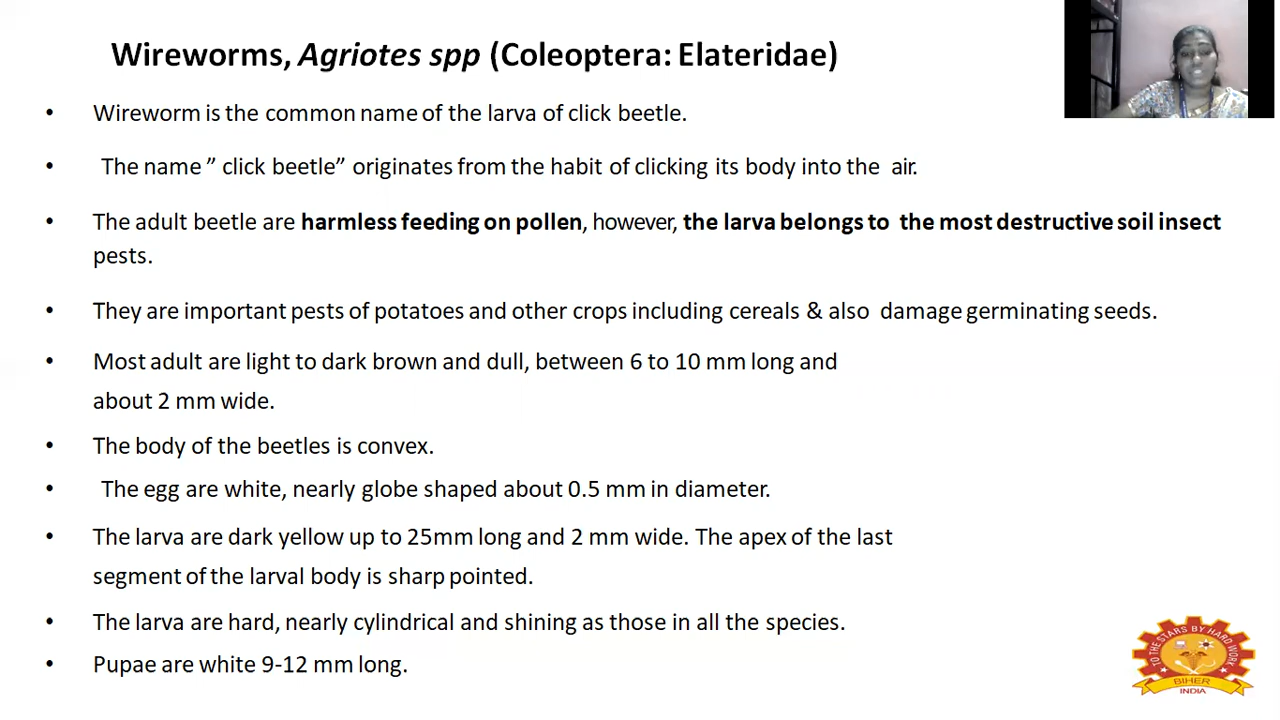 Wireworms, Agriotes spp (Coleoptera: Elateridae)
• Wireworm is the common name of the larva of click beetle.
• The name ” click beetle” originates from the habit of clicking its body into the air.
• The adult beetle are harmless feeding on pollen, however, the larva belongs to the most destructive soil insect
pests.
• They are important pests of potatoes and other crops including cereals & also damage germinating seeds.
• Most adult are light to dark brown and dull, between 6 to 10 mm long and
about 2 mm wide.
• The body of the beetles is convex.
• The egg are white, nearly globe shaped about 0.5 mm in diameter.
• The larva are dark yellow up to 25mm long and 2 mm wide. The apex of the last
segment of the larval body is sharp pointed.
• The larva are hard, nearly cylindrical and shining as those in all the species.
• Pupae are white 9-12 mm long.
TO THE STARS BY HARD WORK
BIHER
INDIA